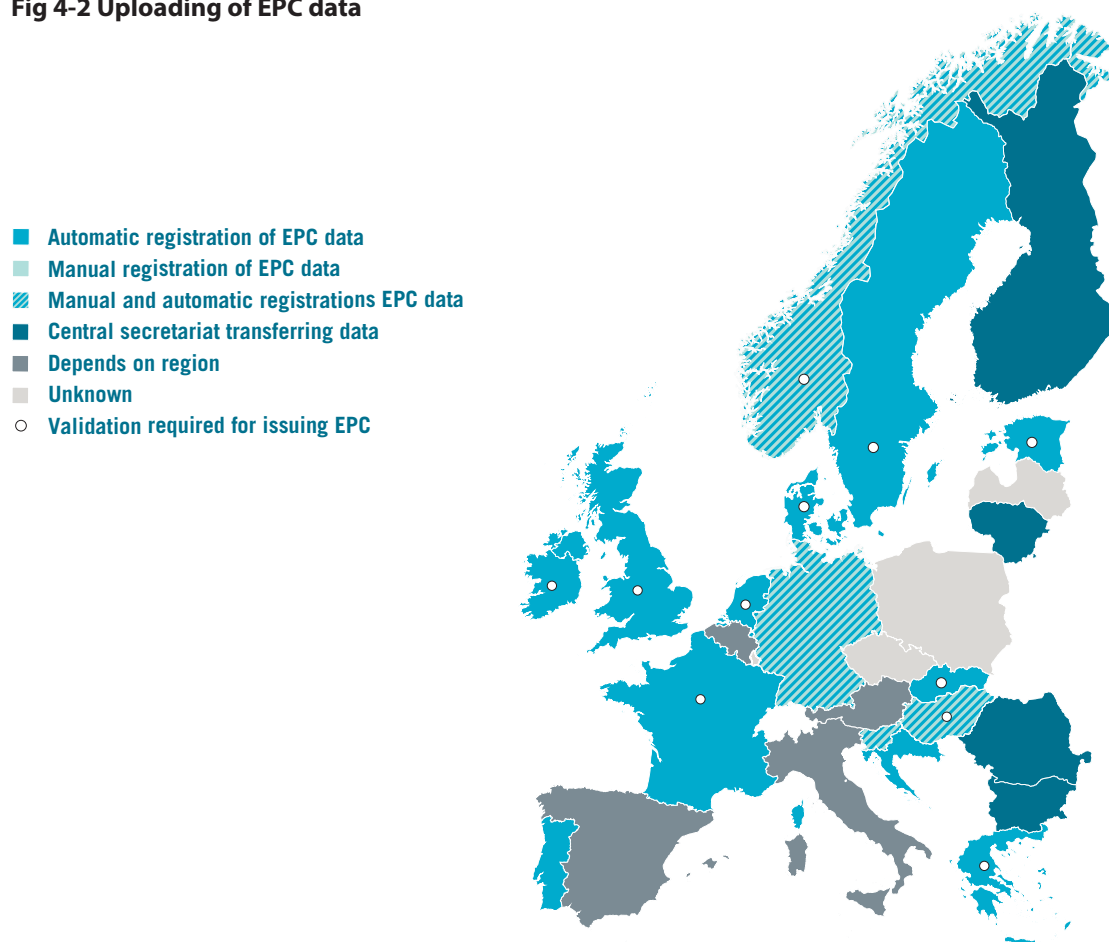 Fig 4-2 Uploading of EPC data
Automatic registration of EPC data
Manual registration of EPC data
Manual and automatic registrations EPC data
Central secretariat transferring data
Depends on region
Unknown
Validation required for issuing EPC